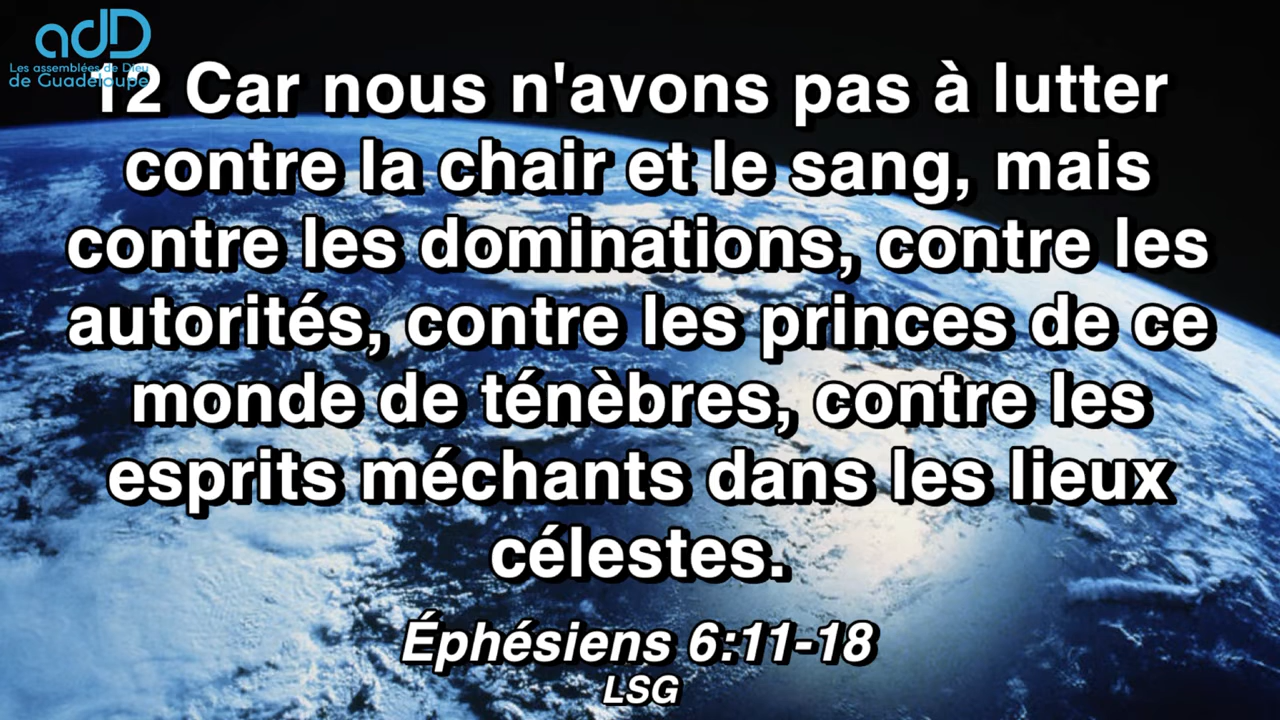 adD
Les assemblées de Dieu
de Guadeloupe
12 Car nous n'avons pas à lutter
contre la chair et le sang, mais
contre les dominations, contre les
autorités, contre les princes de ce
monde de ténèbres, contre les
esprits méchants dans les lieux
célestes.
Éphésiens 6:11-18
LSG